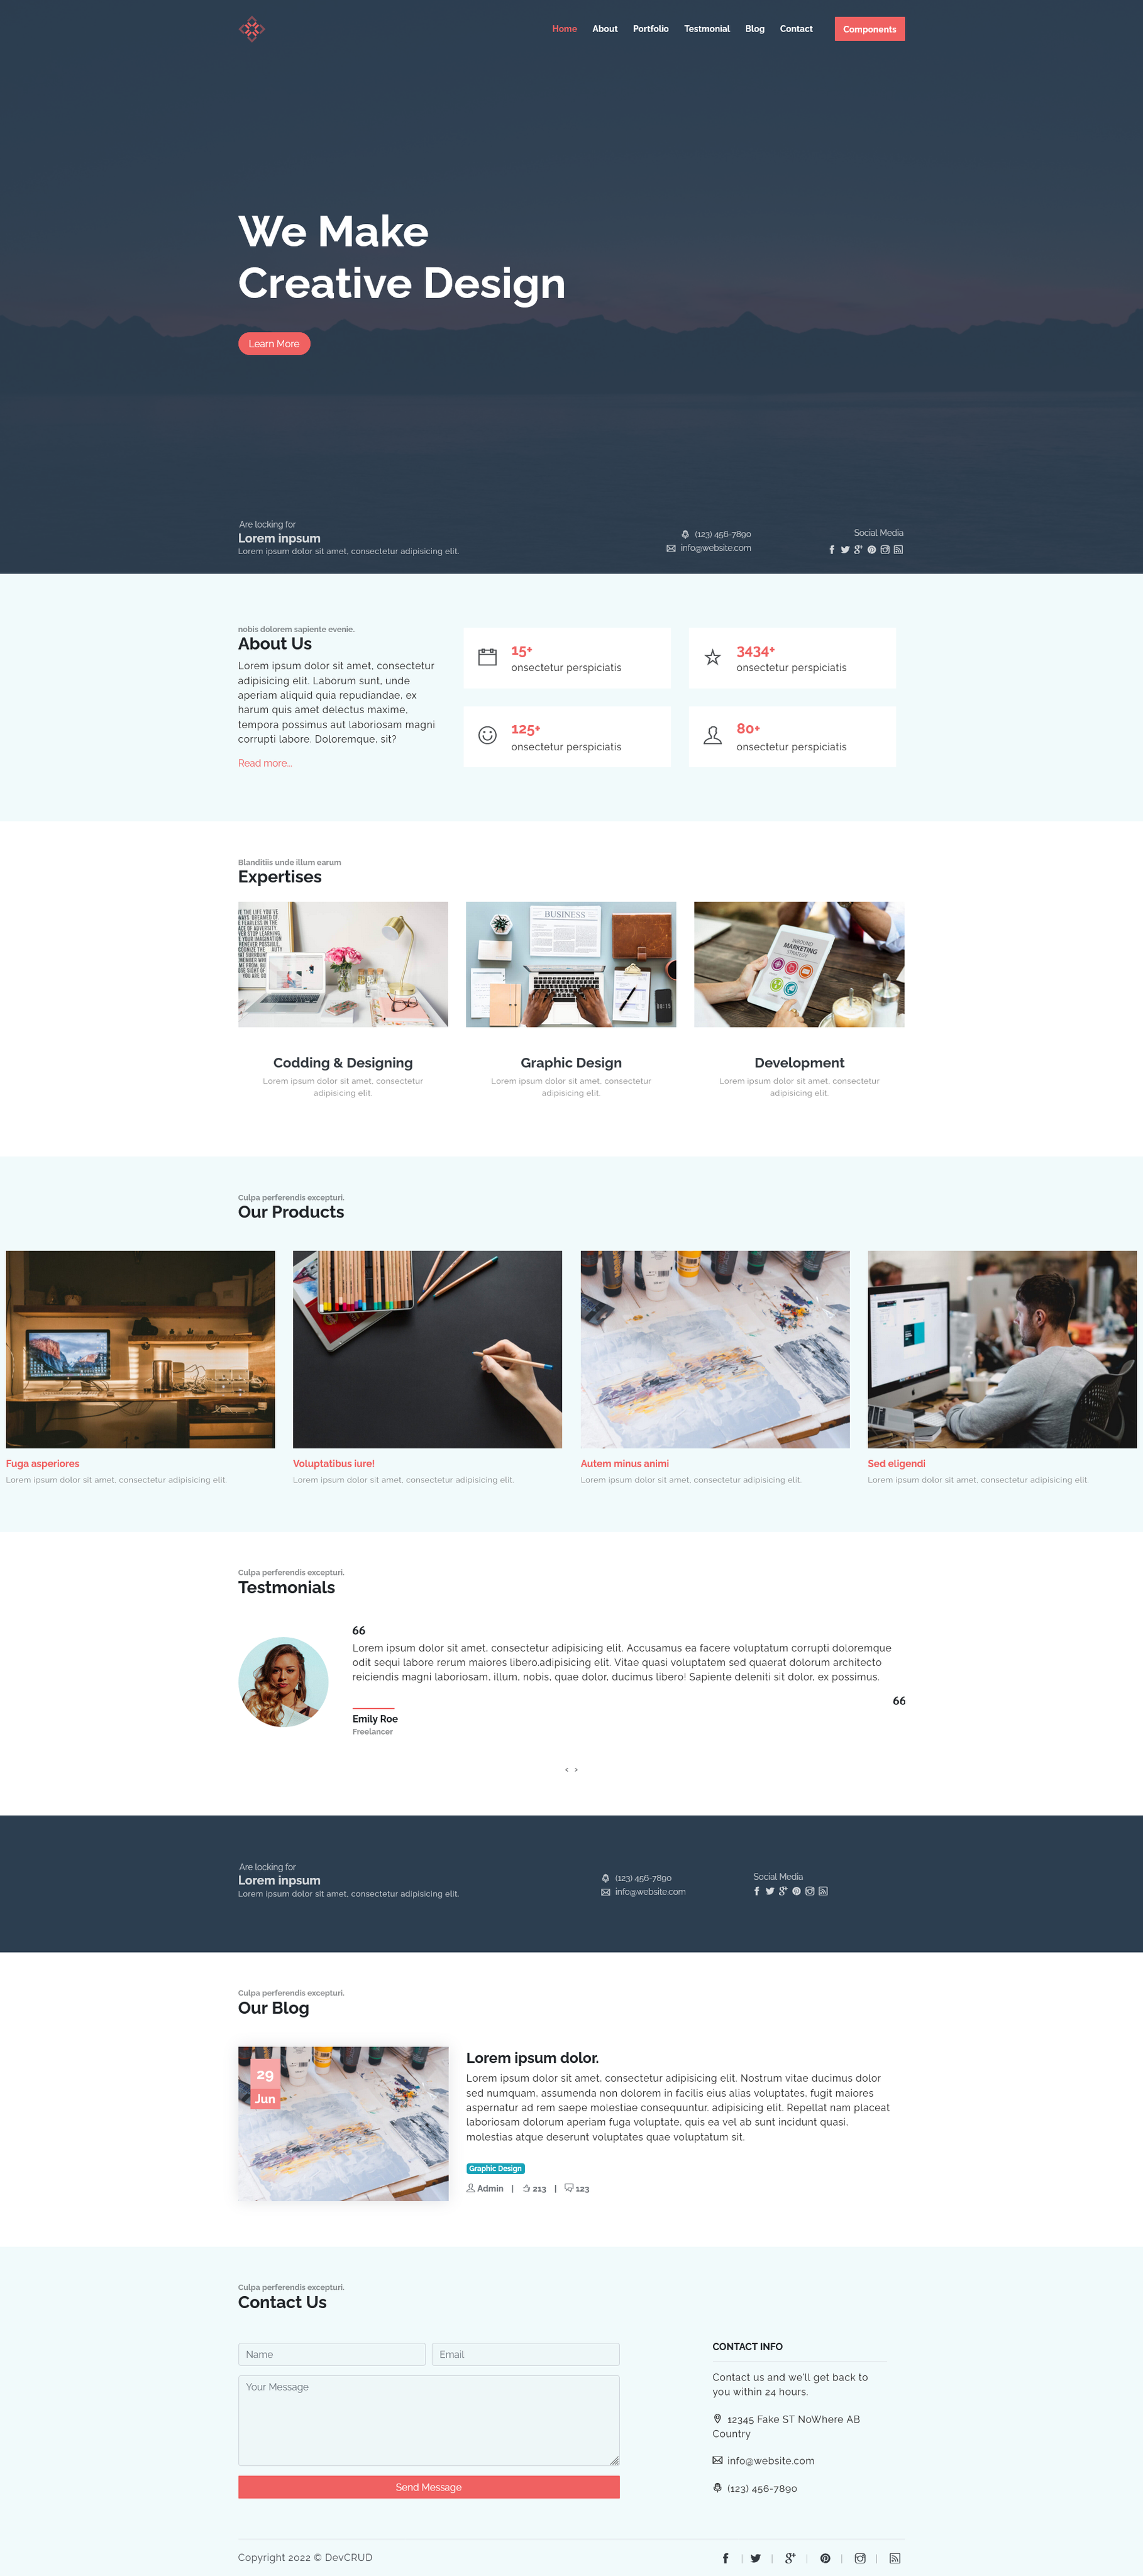 Home About Portfolio Testmonial Blog Contact Components
We Make
Creative Design
Learn More
Are locking for
Lorem inpsum
Lorem ipsum dolor sit amet, consectetur adipisicing elit.
(123) 456-7890
info@website.com
Social Media
nobis dolorem sapiente evenie.
About Us
Lorem ipsum dolor sit amet, consectetur
adipisicing elit. Laborum sunt, unde
aperiam aliquid quia repudiandae, ex
harum quis amet delectus maxime,
tempora possimus aut laboriosam magni
corrupti labore. Doloremque, sit?
Read more...
15+
onsectetur perspiciatis
3434+
onsectetur perspiciatis
125+
onsectetur perspiciatis
80+
onsectetur perspiciatis
Blanditiis unde illum earum
Expertises
BUSINESS
INBOUND
MARKETING
STRATEGY
Codding & Designing
Lorem ipsum dolor sit amet, consectetur
adipisicing elit.
Graphic Design
Lorem ipsum dolor sit amet, consectetur
adipisicing elit.
Development
Lorem ipsum dolor sit amet, consectetur
adipisicing elit.
Culpa perferendis excepturi.
Our Products
Fuga asperiores
Lorem ipsum dolor sit amet, consectetur adipisicing elit.
Voluptatibus iure!
Lorem ipsum dolor sit amet, consectetur adipisicing elit.
Autem minus animi
Lorem ipsum dolor sit amet, consectetur adipisicing elit.
Sed eligendi
Lorem ipsum dolor sit amet, consectetur adipisicing elit.
Culpa perferendis excepturi.
Testmonials
66
Lorem ipsum dolor sit amet, consectetur adipisicing elit. Accusamus ea facere voluptatum corrupti doloremque
odit sequi labore rerum maiores libero.adipisicing elit. Vitae quasi voluptatem sed quaerat dolorum architecto
reiciendis magni laboriosam, illum, nobis, quae dolor, ducimus libero! Sapiente deleniti sit dolor, ex possimus.
66
Emily Roe
Freelancer
‹ ›
Are locking for
Lorem inpsum
Lorem ipsum dolor sit amet, consectetur adipisicing elit.
(123) 456-7890
info@website.com
Social Media
Culpa perferendis excepturi.
Our Blog
29
Jun
Lorem ipsum dolor.
Lorem ipsum dolor sit amet, consectetur adipisicing elit. Nostrum vitae ducimus dolor
sed numquam, assumenda non dolorem in facilis eius alias voluptates, fugit maiores
aspernatur ad rem saepe molestiae consequuntur. adipisicing elit. Repellat nam placeat
laboriosam dolorum aperiam fuga voluptate, quis ea vel ab sunt incidunt quasi,
molestias atque deserunt voluptates quae voluptatum sit.
Graphic Design
Admin | 213 | 123
Culpa perferendis excepturi.
Contact Us
Name
Email
Your Message
Send Message
CONTACT INFO
Contact us and we'll get back to
you within 24 hours.
12345 Fake ST NoWhere AB
Country
info@website.com
(123) 456-7890
Copyright 2022 © DevCRUD
| | | | |